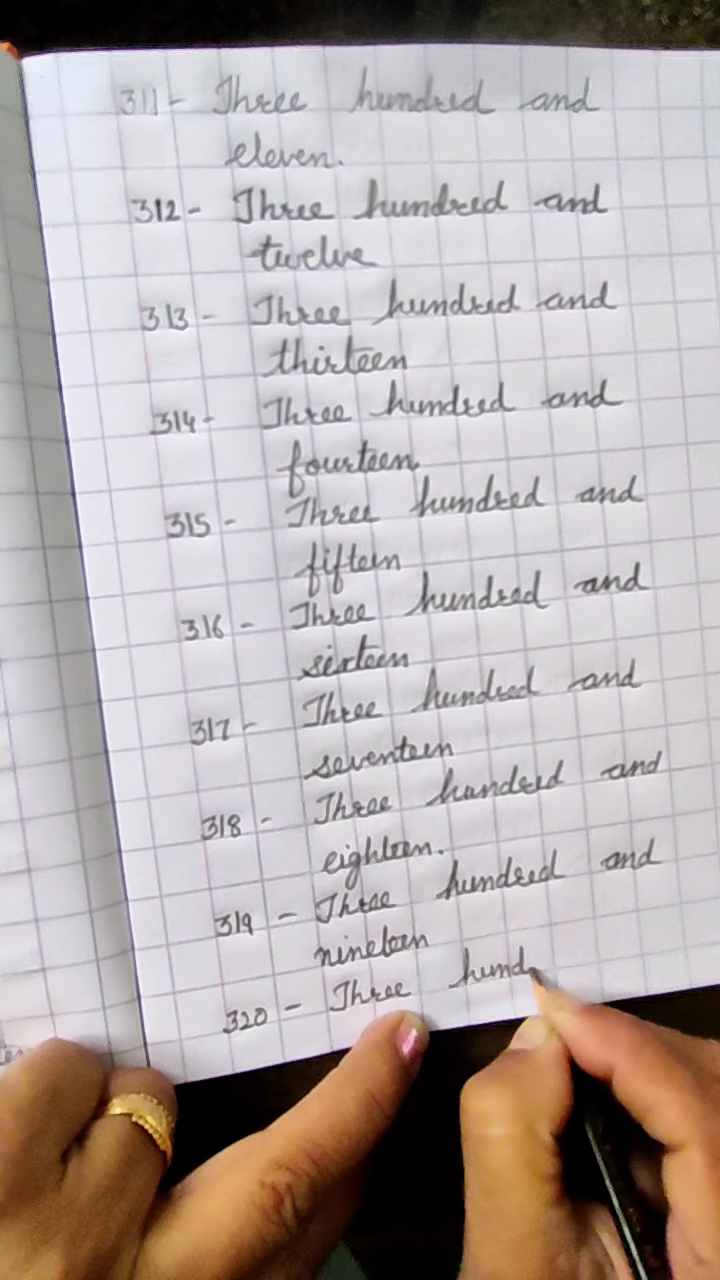 311- Three hundred and
eleven.
312- Three hundred and
twelve
313- Three hundred and
thirteen
314- Three hundred and
fourteen.
315- Three hundred and
fifteen
316- Three hundred and
sixteen
317- Three hundred and
seventeen
318- Three hundred and
eighteen.
319- Three hundred and
nineteen
320- Three hund